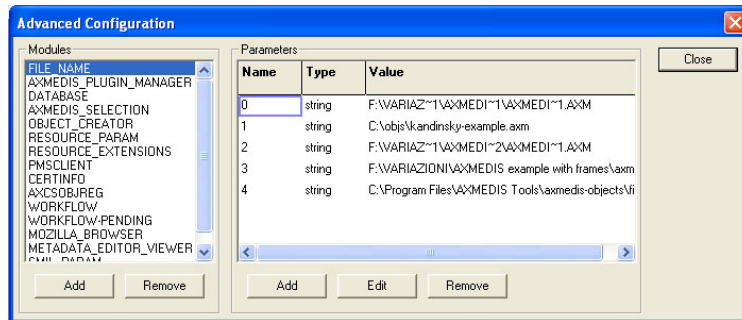 Advanced Configuration
Modules
FILE_NAME
AXMEDIS_PLUGIN_MANAGER
DATABASE
AXMEDIS_SELECTION
OBJECT_CREATOR
RESOURCE_PARAM
RESOURCE_EXTENSIONS
PMSCLIENT
CERTINFO
AXCSOBJREG
WORKFLOW
WORKFLOW-PENDING
MOZILLA_BROWSER
METADATA_EDITOR_VIEWER
SMIL_PARAM
Add Remove
Parameters
Name Type Value
0 string F:\VARIAZ~1\AXMEDI~1\AXMEDI~1.AXM
1 string C:\objs\kandinsky-example.axm
2 string F:\VARIAZ~1\AXMEDI~2\AXMEDI~1.AXM
3 string F:\VARIAZIONI\AXMEDIS example with frames\axm
4 string C:\Program Files\AXMEDIS Tools\axmedis-objects\fi
Add Edit Remove
Close